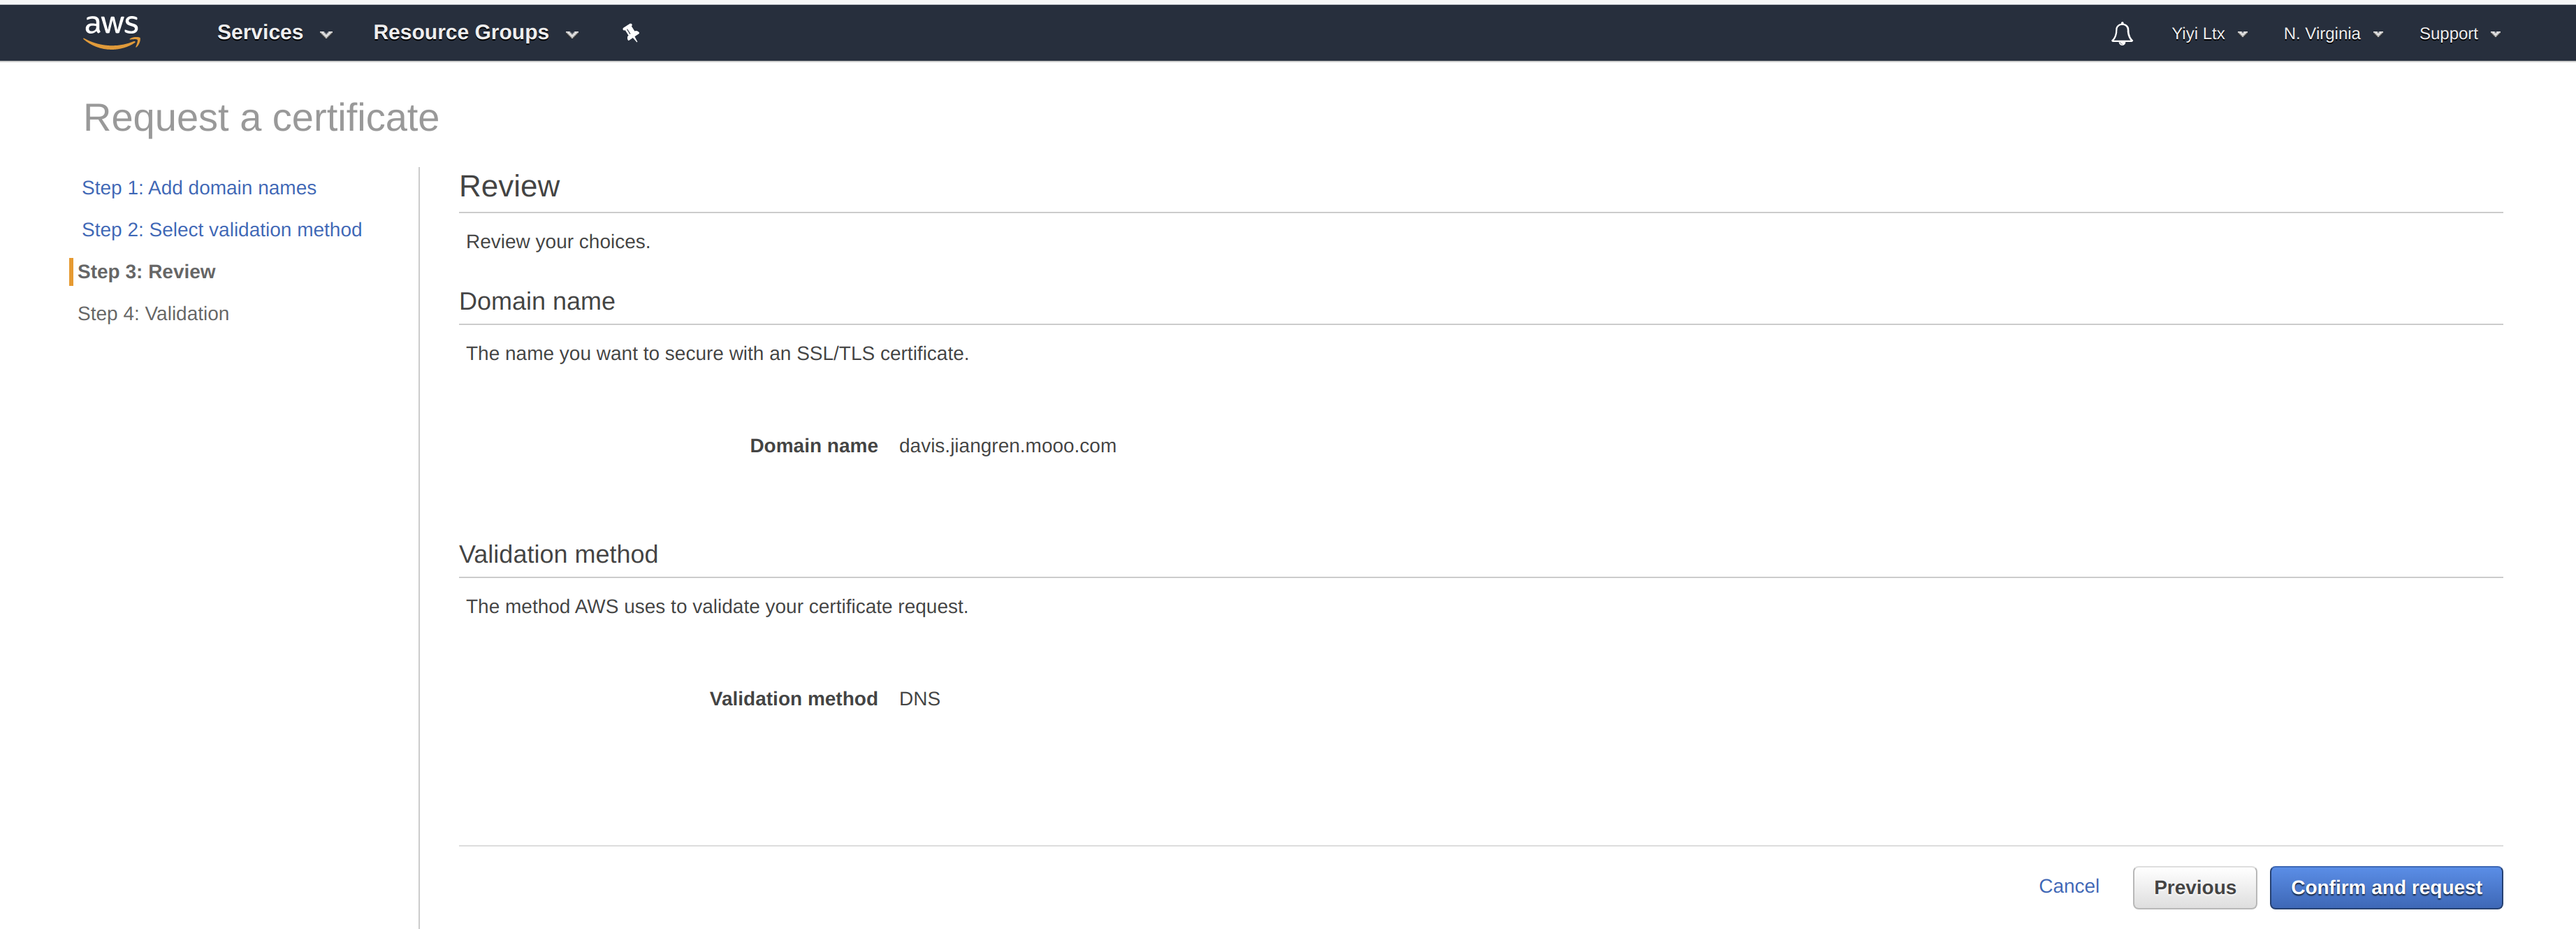 aws Services Resource Groups Yiyi Ltx N. Virginia Support
Request a certificate
Step 1: Add domain names
Step 2: Select validation method
Step 3: Review
Step 4: Validation
Review
Review your choices.
Domain name
The name you want to secure with an SSL/TLS certificate.
Domain name davis.jiangren.mooo.com
Validation method
The method AWS uses to validate your certificate request.
Validation method DNS
Cancel Previous Confirm and request